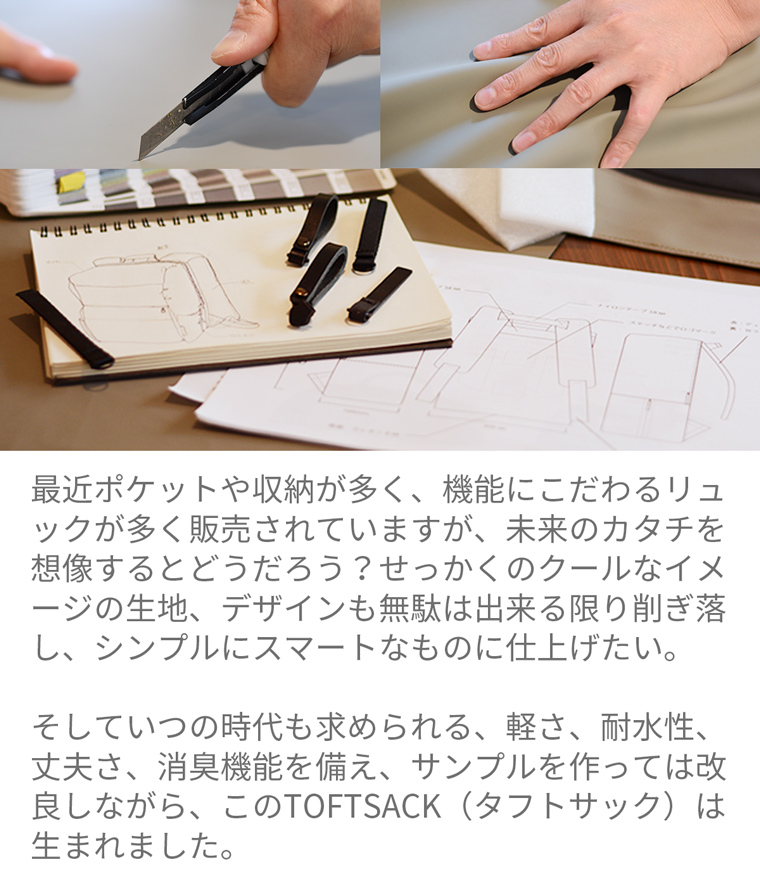 最近ポケットや収納が多く、機能にこだわるリュ
ックが多く販売されていますが、未来のカタチを
想像するとどうだろう？せっかくのクールなイメ
ージの生地、デザインも無駄は出来る限り削ぎ落
し、シンプルにスマートなものに仕上げたい。
そしていつの時代も求められる、軽さ、耐水性、
丈夫さ、消臭機能を備え、サンプルを作っては改
良しながら、このTOFTSACK（タフトサック）は
生まれました。